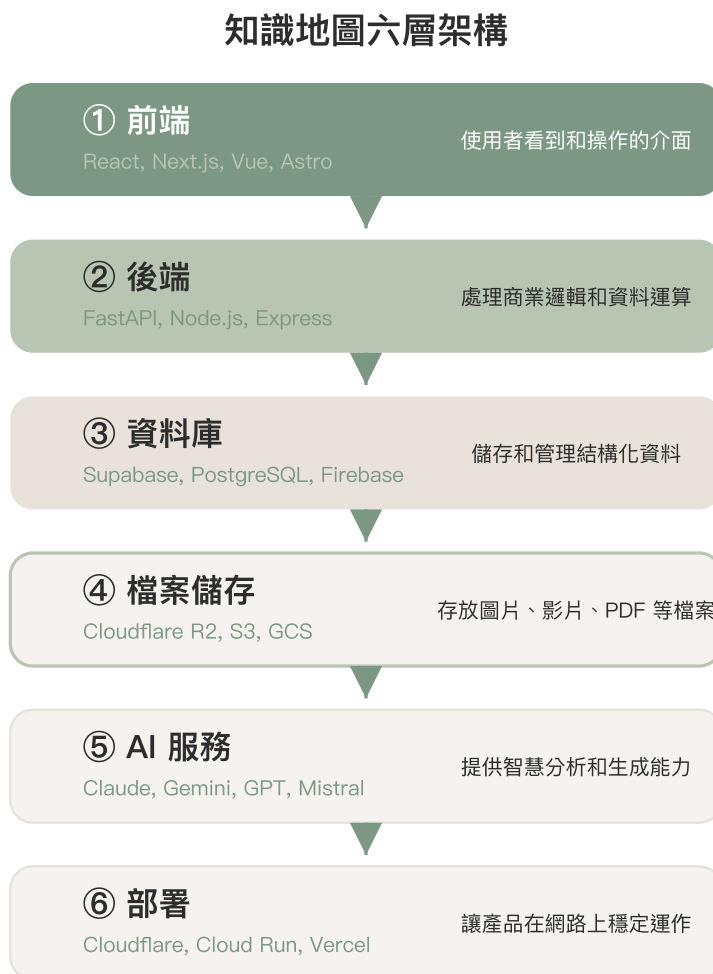 知識地圖六層架構
① 前端
React, Next.js, Vue, Astro
使用者看到和操作的介面
② 後端
FastAPI, Node.js, Express
處理商業邏輯和資料運算
③ 資料庫
Supabase, PostgreSQL, Firebase
儲存和管理結構化資料
④ 檔案儲存
Cloudflare R2, S3, GCS
存放圖片、影片、PDF 等檔案
⑤ AI 服務
Claude, Gemini, GPT, Mistral
提供智慧分析和生成能力
⑥ 部署
Cloudflare, Cloud Run, Vercel
讓產品在網路上穩定運作